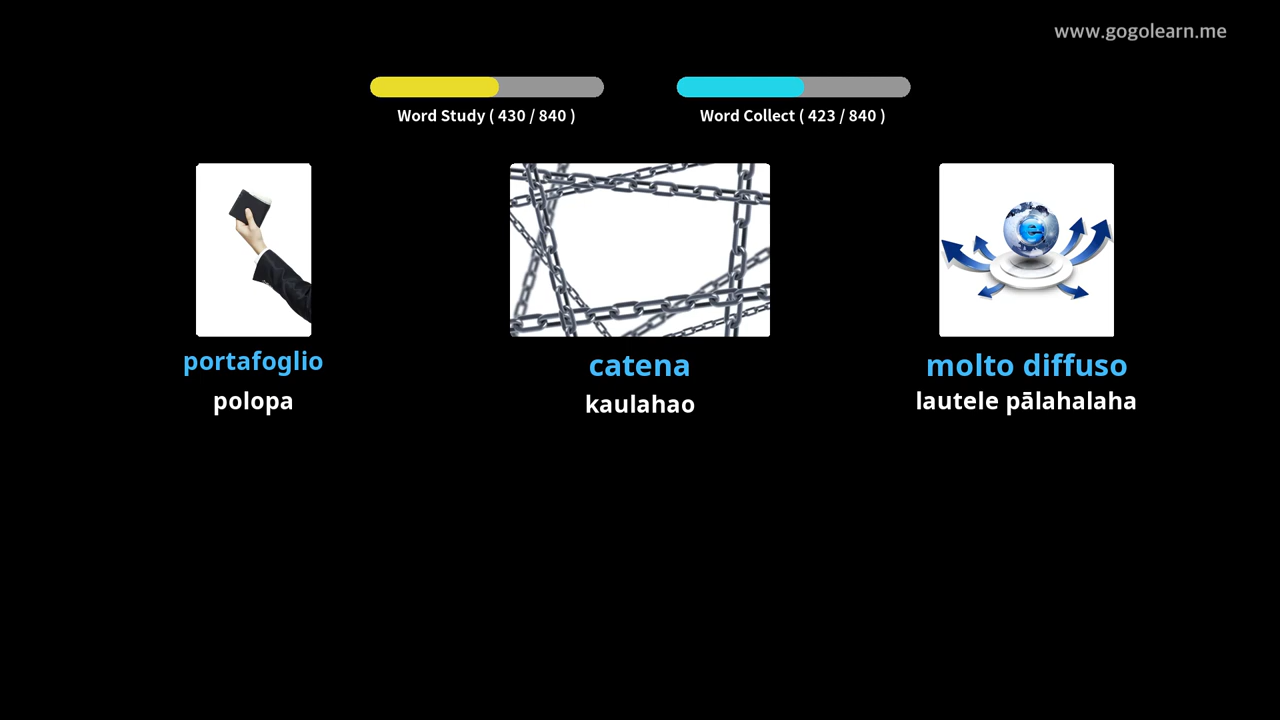 www.gogolearn.me
Word Study ( 430 / 840 )
Word Collect ( 423 / 840 )
portafoglio
polopa
catena
kaulahao
molto diffuso
lautele pālahalaha